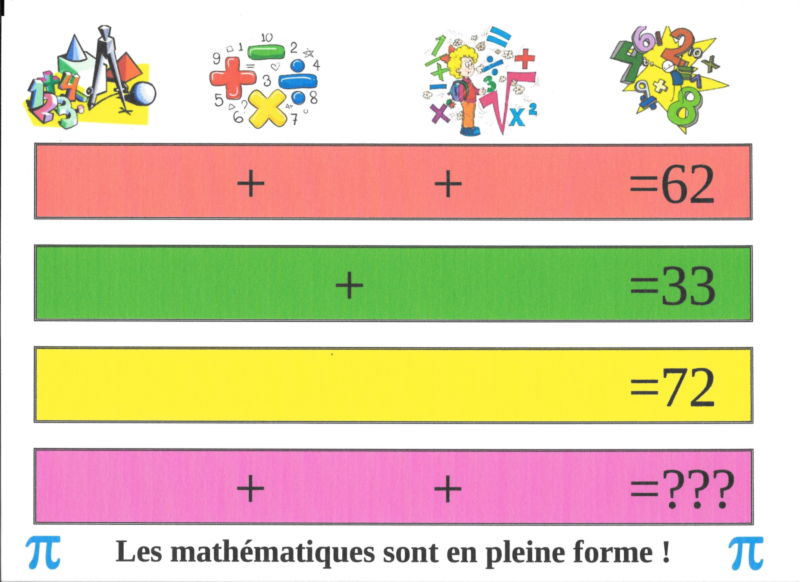 + + =62
+ =33
=72
+ + =???
π Les mathématiques sont en pleine forme ! π